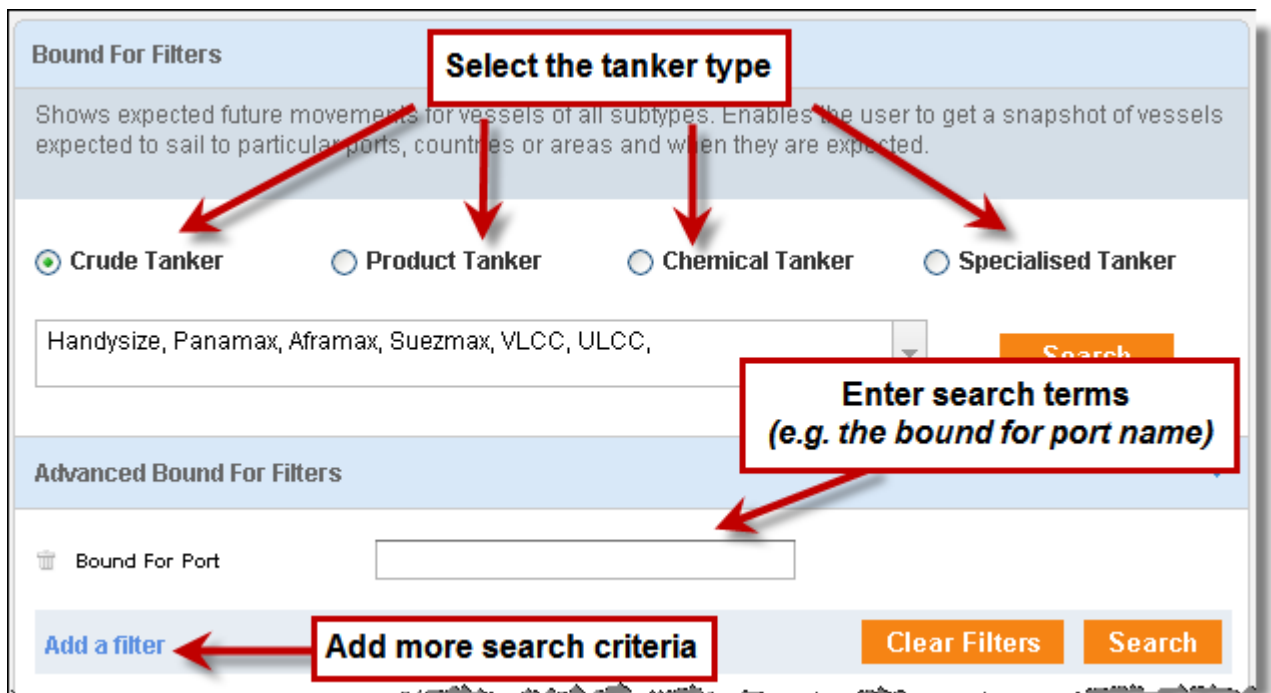 Bound For Filters
Select the tanker type
Shows expected future movements for vessels of all subtypes. Enables the user to get a snapshot of vessels
expected to sail to particular ports, countries or areas and when they are expected.
Crude Tanker
Product Tanker
Chemical Tanker
Specialised Tanker
Handysize, Panamax, Aframax, Suezmax, VLCC, ULCC,
Search
Enter search terms
(e.g. the bound for port name)
Advanced Bound For Filters
Bound For Port
Add a filter
Add more search criteria
Clear Filters
Search